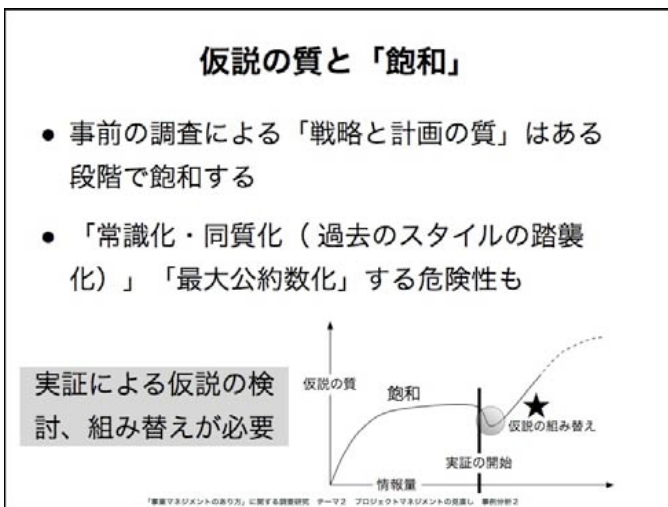 仮説の質と「飽和」
● 事前の調査による「戦略と計画の質」はある
段階で飽和する
● 「常識化・同質化（ 過去のスタイルの踏襲
化）」「最大公約数化」する危険性も
実証による仮説の検
討、組み替えが必要
仮説の質
飽和
★
仮説の組み替え
実証の開始
情報量
「事業マネジメントのあり方」に関する調査研究　テーマ２　プロジェクトマネジメントの見直し　事例分析２